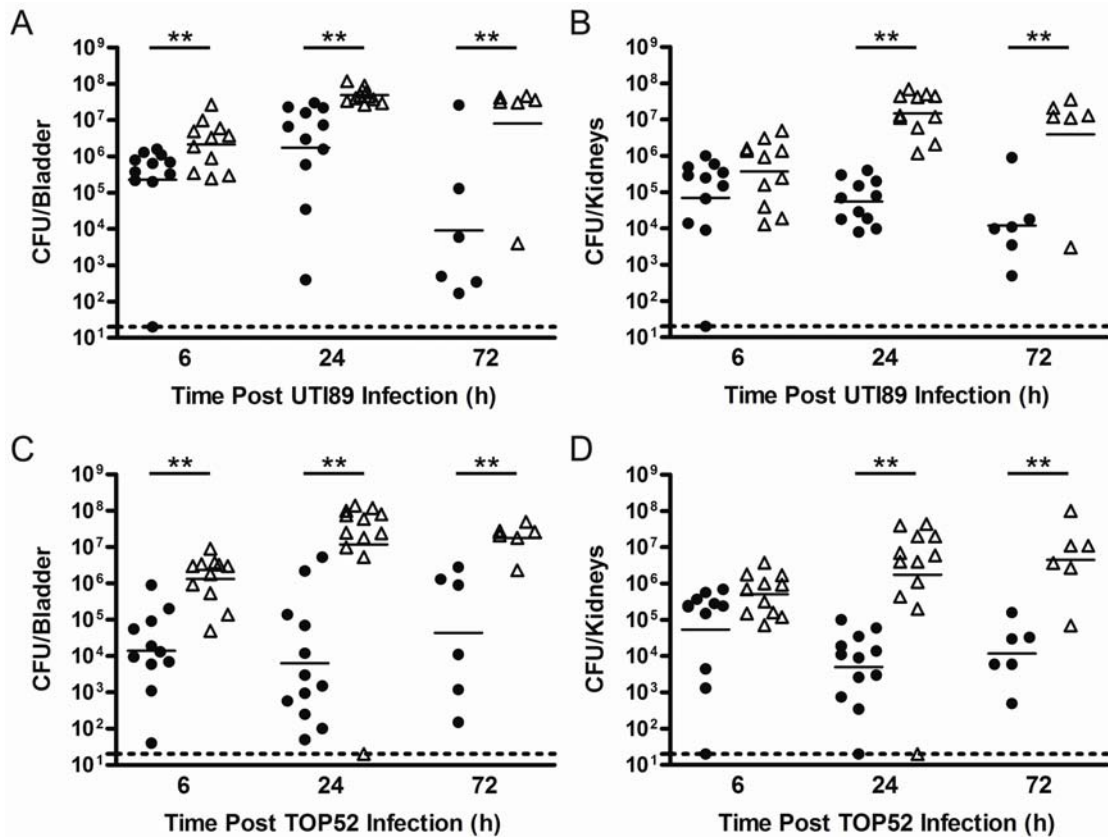 A
B
** ** **
** **
10⁹
10⁸
10⁷
10⁶
10⁵
10⁴
10³
10²
10¹
CFU/Bladder
6 24 72
Time Post UTI89 Infection (h)
10⁹
10⁸
10⁷
10⁶
10⁵
10⁴
10³
10²
10¹
CFU/Kidneys
6 24 72
Time Post UTI89 Infection (h)
C
D
** ** **
** **
10⁹
10⁸
10⁷
10⁶
10⁵
10⁴
10³
10²
10¹
CFU/Bladder
6 24 72
Time Post TOP52 Infection (h)
10⁹
10⁸
10⁷
10⁶
10⁵
10⁴
10³
10²
10¹
CFU/Kidneys
6 24 72
Time Post TOP52 Infection (h)